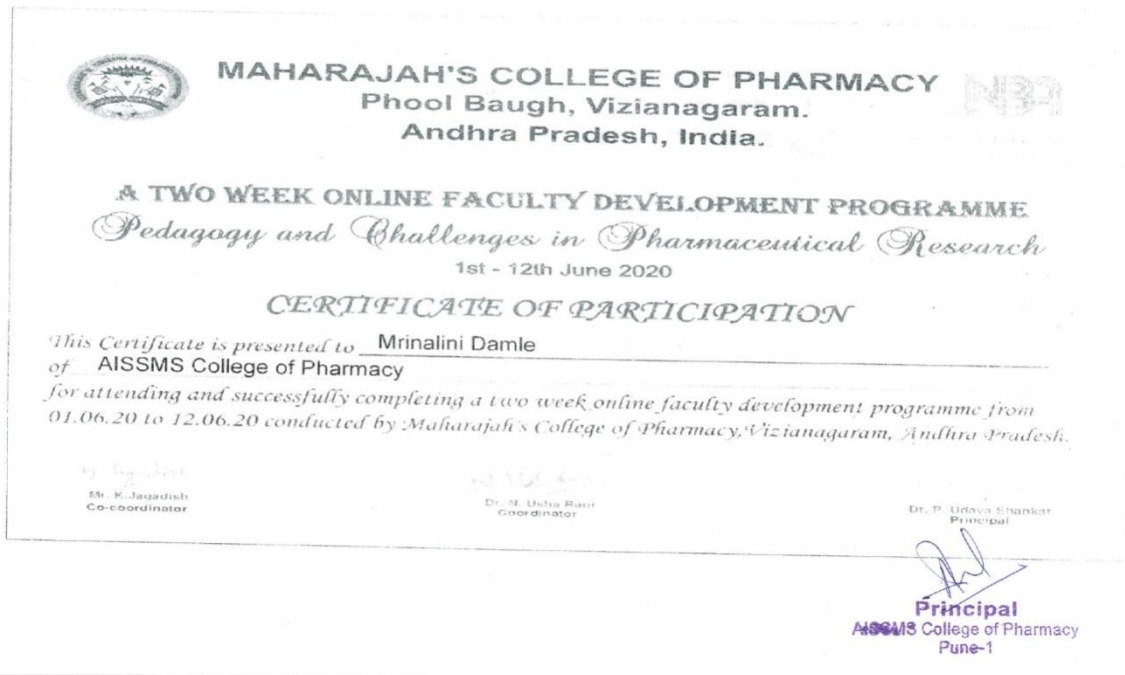 MAHARAJAH'S COLLEGE OF PHARMACY
Phool Baugh, Vizianagaram.
Andhra Pradesh, India.
NBA
A TWO WEEK ONLINE FACULTY DEVELOPMENT PROGRAMME
Pedagogy and Challenges in Pharmaceutical Research
1st - 12th June 2020
CERTIFICATE OF PARTICIPATION
This Certificate is presented to Mrinalini Damle
of AISSMS College of Pharmacy
for attending and successfully completing a two week online faculty development programme from
01.06.20 to 12.06.20 conducted by Maharajah's College of Pharmacy, Vizianagaram, Andhra Pradesh.
Mr. K.Jagadish
Co-coordinator
Dr. N. Usha Rani
Coordinator
Dr. P. Udaya Shankar
Principal
Principal
AISSMS College of Pharmacy
Pune-1